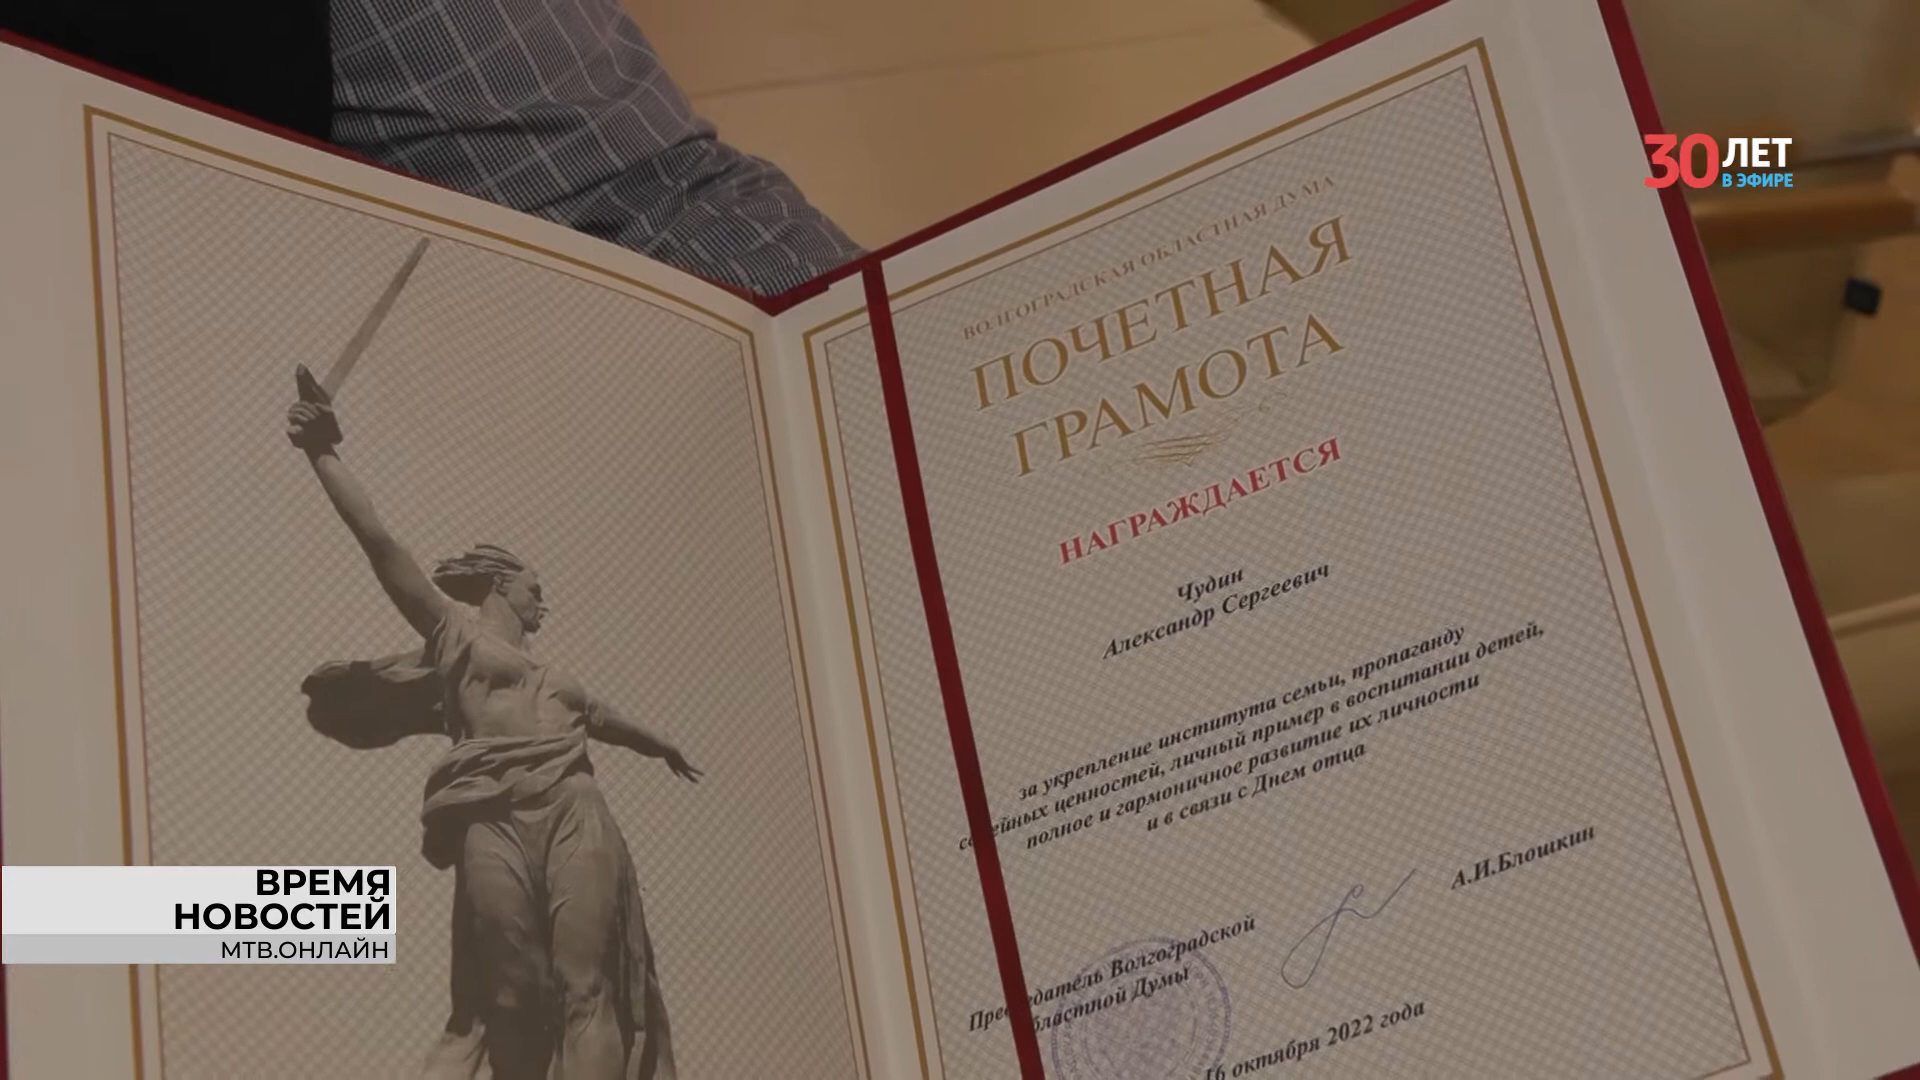 30 ЛЕТ
В ЭФИРЕ
ВОЛГОГРАДСКАЯ ОБЛАСТНАЯ ДУМА
ПОЧЕТНАЯ
ГРАМОТА
НАГРАЖДАЕТСЯ
Чудин
Александр Сергеевич
за укрепление института семьи, пропаганду
семейных ценностей, личный пример в воспитании детей,
полное и гармоничное развитие их личности
и в связи с Днем отца
Председатель Волгоградской
областной Думы
А.И.Блошкин
16 октября 2022 года
ВРЕМЯ
НОВОСТЕЙ
МТВ.ОНЛАЙН